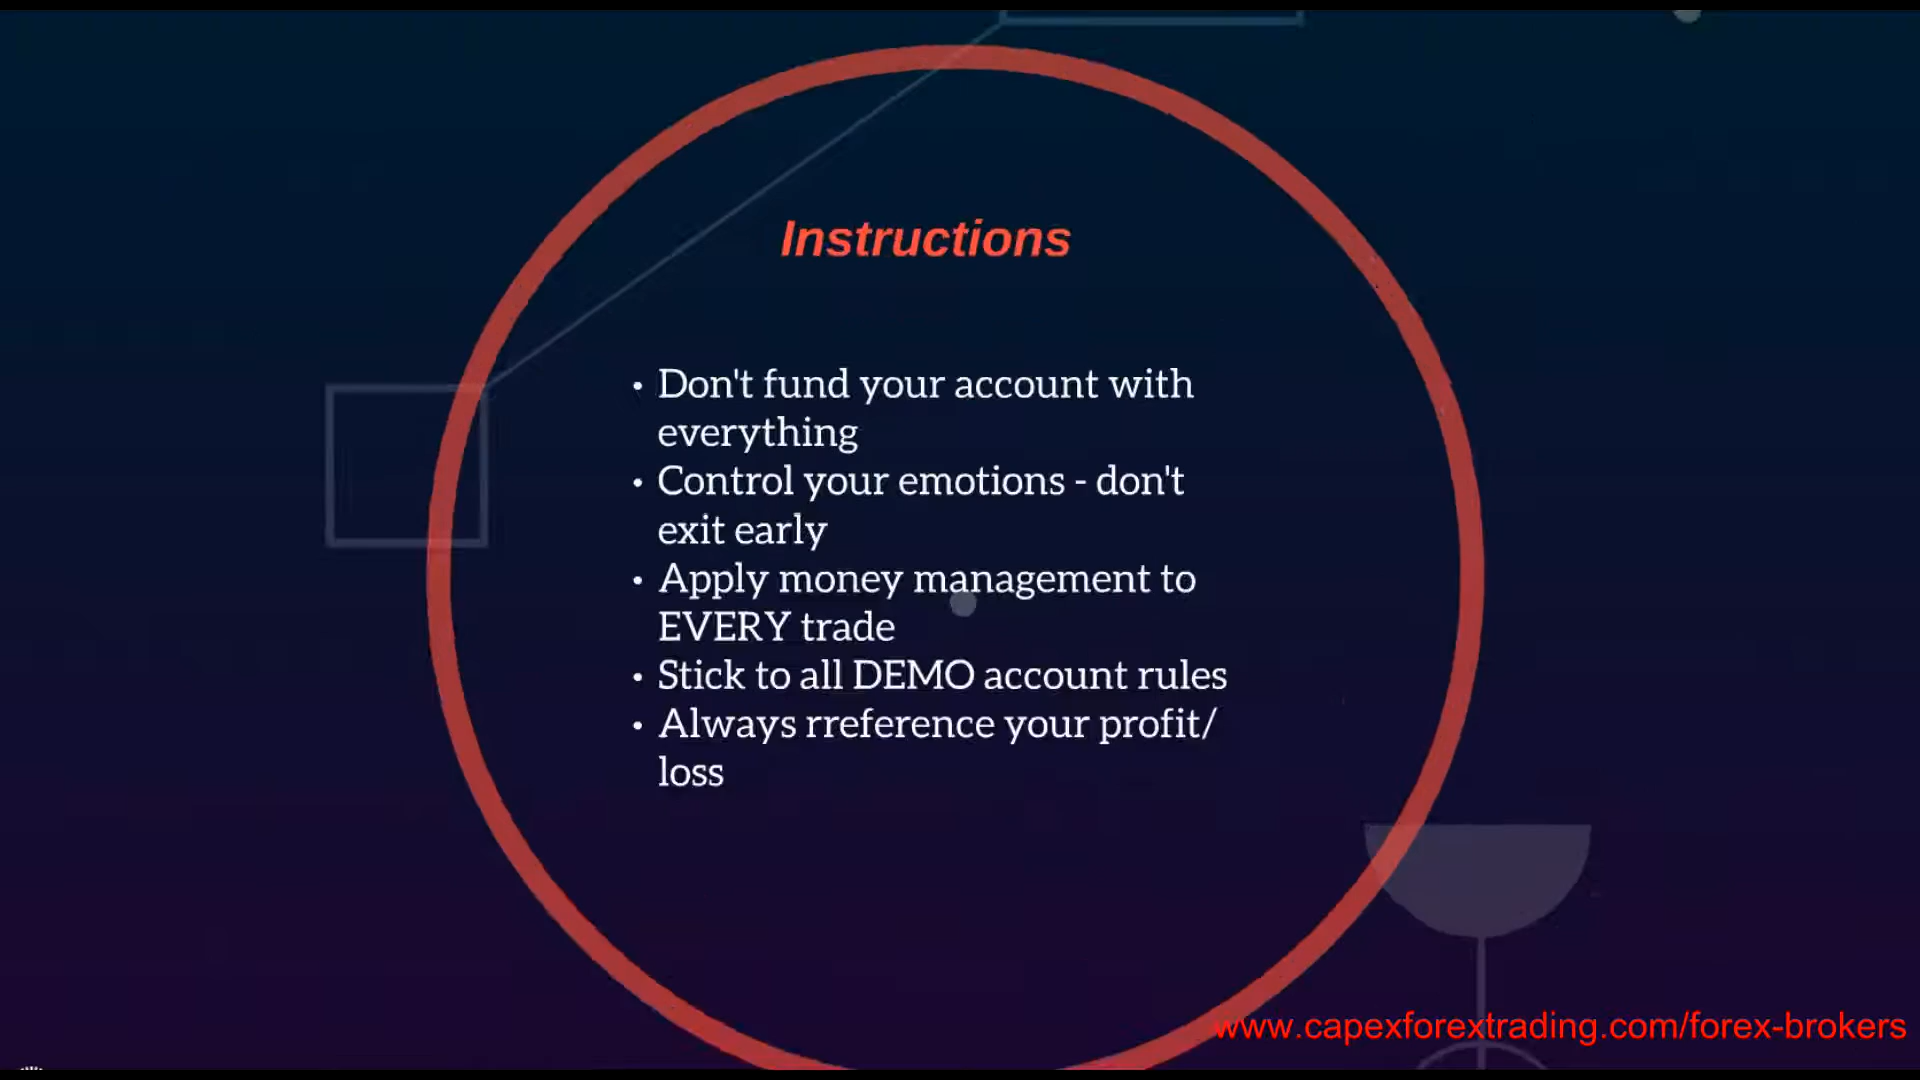 Instructions
• Don't fund your account with
everything
• Control your emotions - don't
exit early
• Apply money management to
EVERY trade
• Stick to all DEMO account rules
• Always rreference your profit/
loss
www.capexforextrading.com/forex-brokers